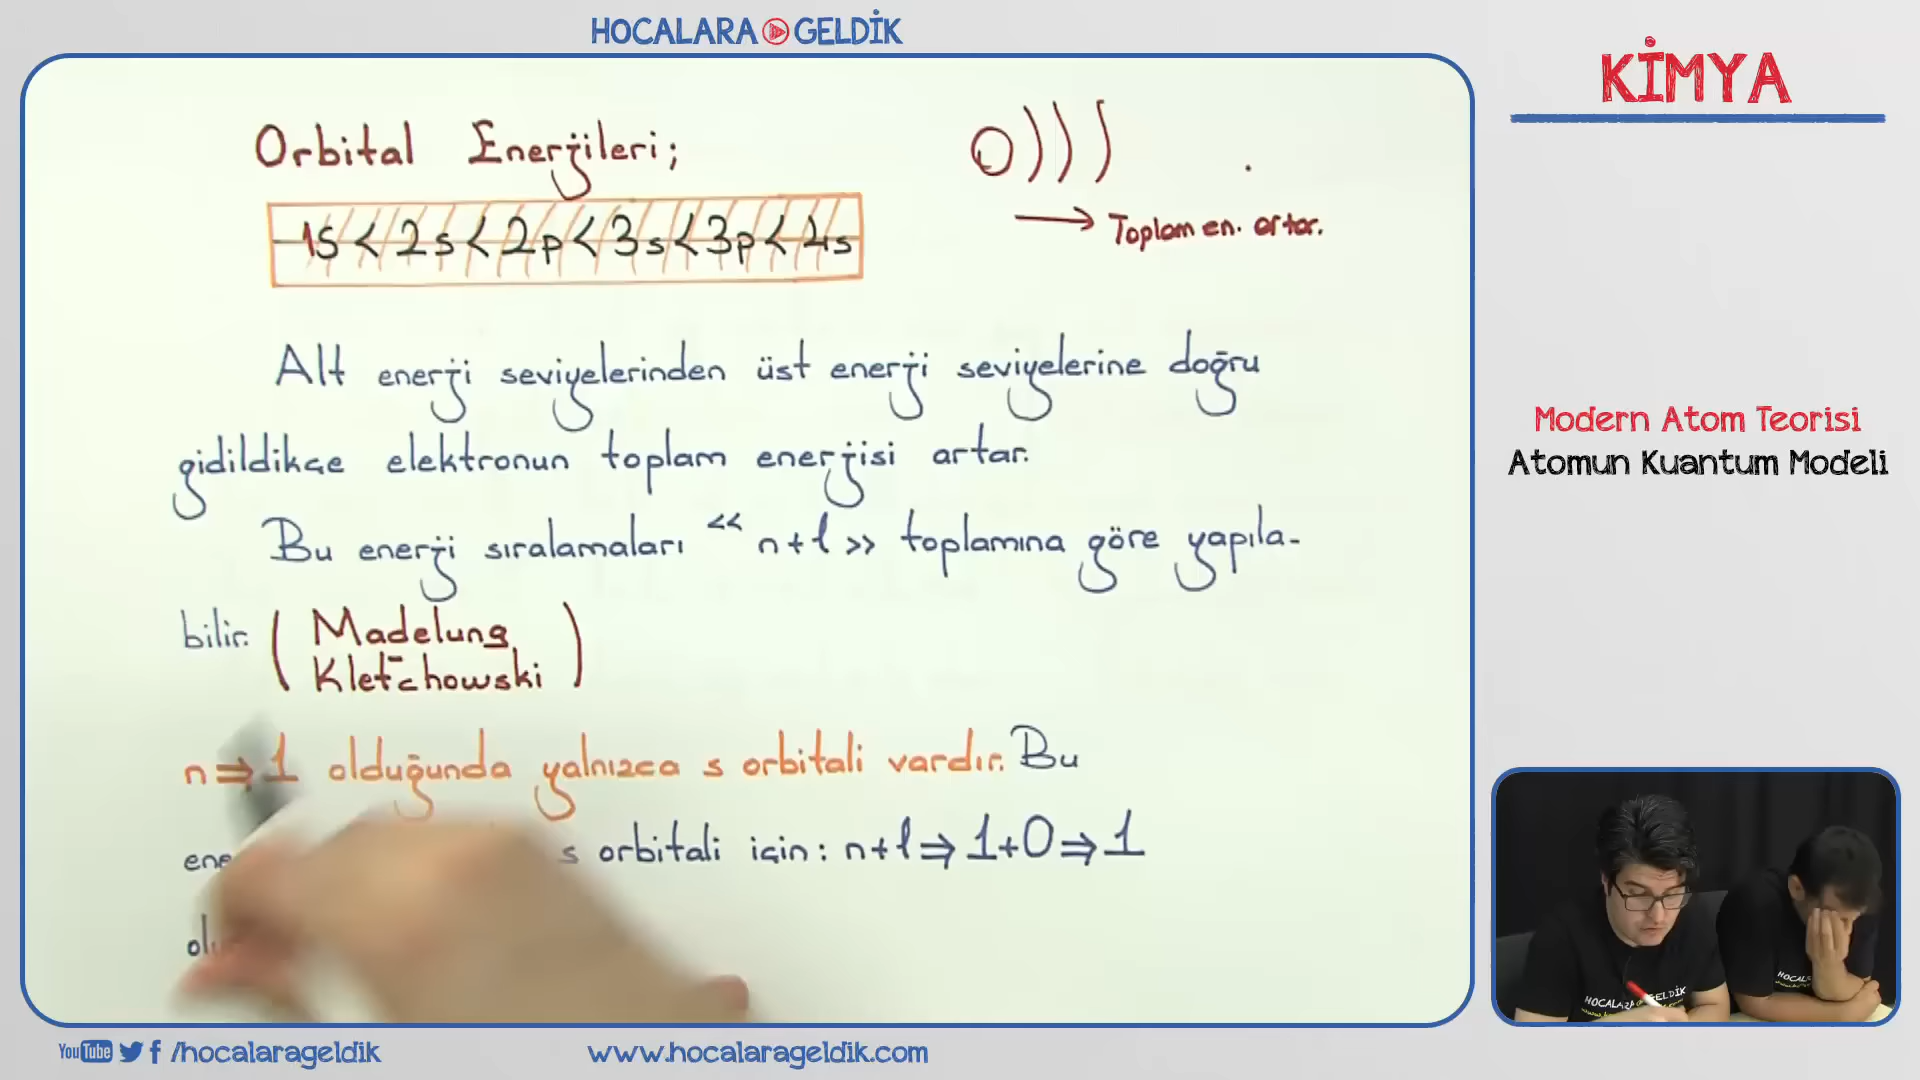 HOCALARA GELDİK
KİMYA
Orbital Enerjileri;
1s < 2s < 2p < 3s < 3p < 4s
Toplam en. artar.
Alt enerji seviyelerinden üst enerji seviyelerine doğru
gidildikçe elektronun toplam enerjisi artar.
Bu enerji sıralamaları << n+l >> toplamına göre yapıla-
bilir. ( Madelung
Kletchowski )
n⇒1 olduğunda yalnızca s orbitali vardır. Bu
s orbitali için: n+l⇒1+0⇒1
Modern Atom Teorisi
Atomun Kuantum Modeli
HOCALARA GELDİK
YouTube /hocalarageldik
www.hocalarageldik.com